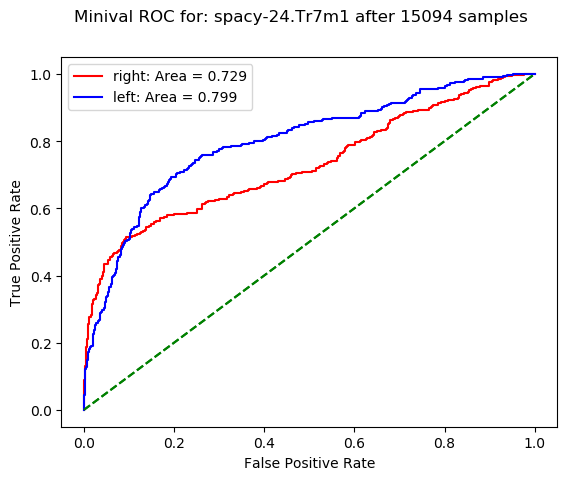 Minival ROC for: spacy-24.Tr7m1 after 15094 samples
right: Area = 0.729
left: Area = 0.799
True Positive Rate
1.0
0.8
0.6
0.4
0.2
0.0
0.0 0.2 0.4 0.6 0.8 1.0
False Positive Rate